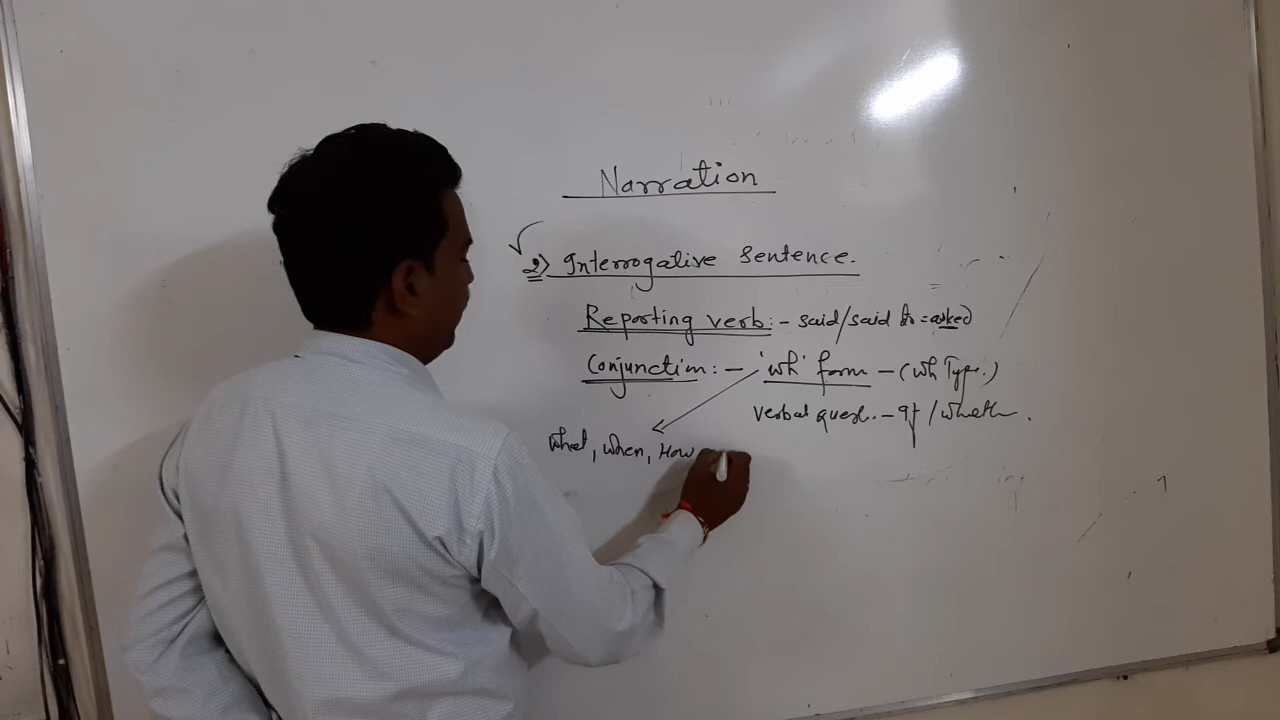 Narration
2) Interrogative Sentence.
Reporting verb:- said/said to = asked
Conjunction:- 'wh' form - (Wh Type.)
Verbal quest. - If / Whether.
What, When, How